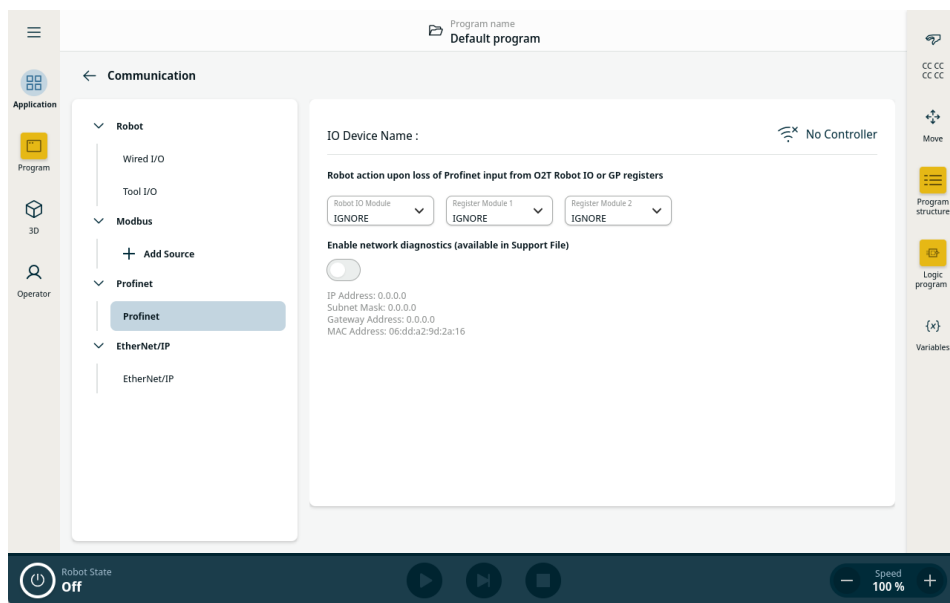 Program name
Default program
Application
Program
3D
Operator
Communication
Robot
Wired I/O
Tool I/O
Modbus
Add Source
Profinet
Profinet
EtherNet/IP
EtherNet/IP
IO Device Name :
No Controller
Robot action upon loss of Profinet input from O2T Robot IO or GP registers
Robot IO Module
IGNORE
Register Module 1
IGNORE
Register Module 2
IGNORE
Enable network diagnostics (available in Support File)
IP Address: 0.0.0.0
Subnet Mask: 0.0.0.0
Gateway Address: 0.0.0.0
MAC Address: 06:dd:a2:9d:2a:16
CC CC
CC CC
Move
Program
structure
Logic
program
{x}
Variables
Robot State
Off
Speed
100 %